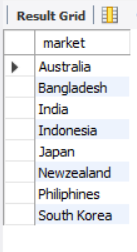 Result Grid
market
Australia
Bangladesh
India
Indonesia
Japan
Newzealand
Philiphines
South Korea